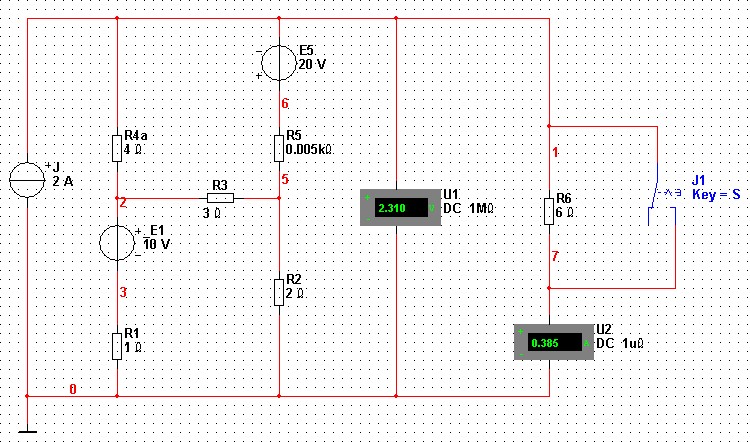 E5
20 V
6
R4a
4 Ω
R5
0.005kΩ
1
J
2 A
5
R3
3 Ω
2
U1
2.310 V
DC 1MΩ
J1
Key = S
R6
6 Ω
E1
10 V
7
3
R2
2 Ω
R1
1 Ω
U2
0.385 A
DC 1uΩ
0